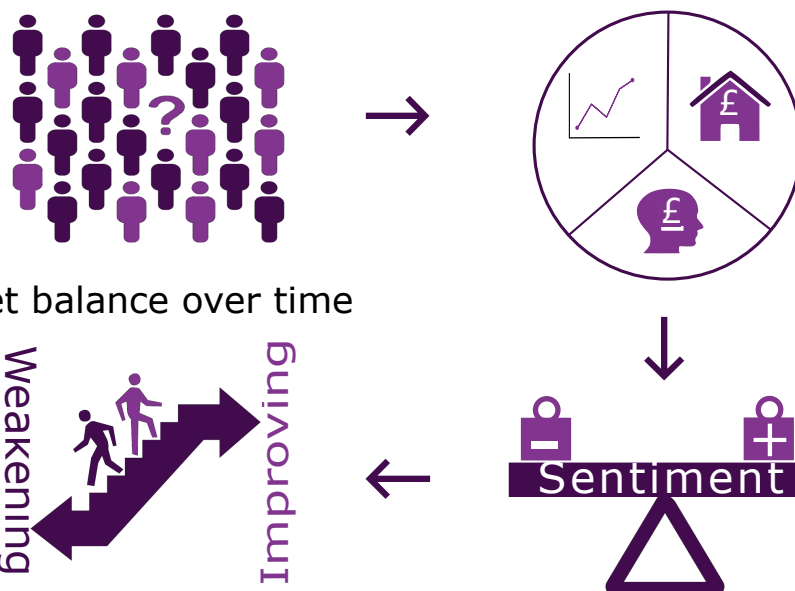 ?
£
£
et balance over time
Weakening
Improving
- +
Sentiment